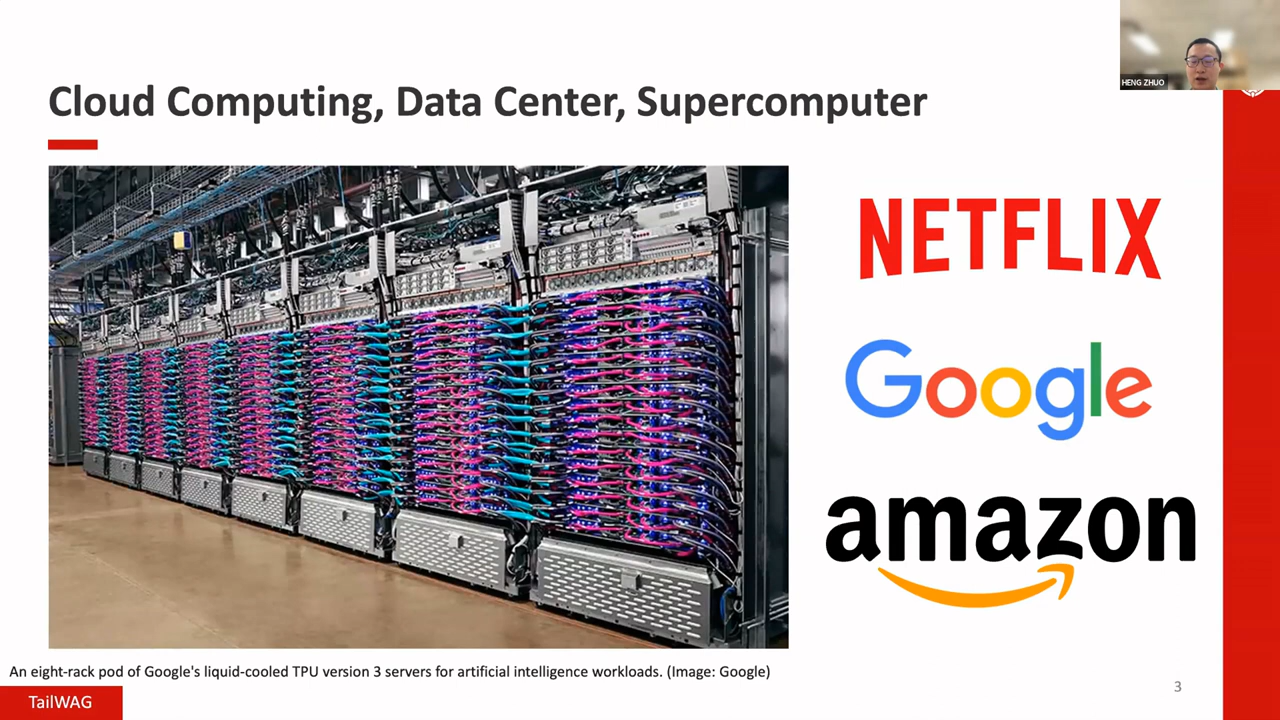 HENG ZHUO
Cloud Computing, Data Center, Supercomputer
NETFLIX
Google
amazon
An eight-rack pod of Google's liquid-cooled TPU version 3 servers for artificial intelligence workloads. (Image: Google)
TailWAG
3